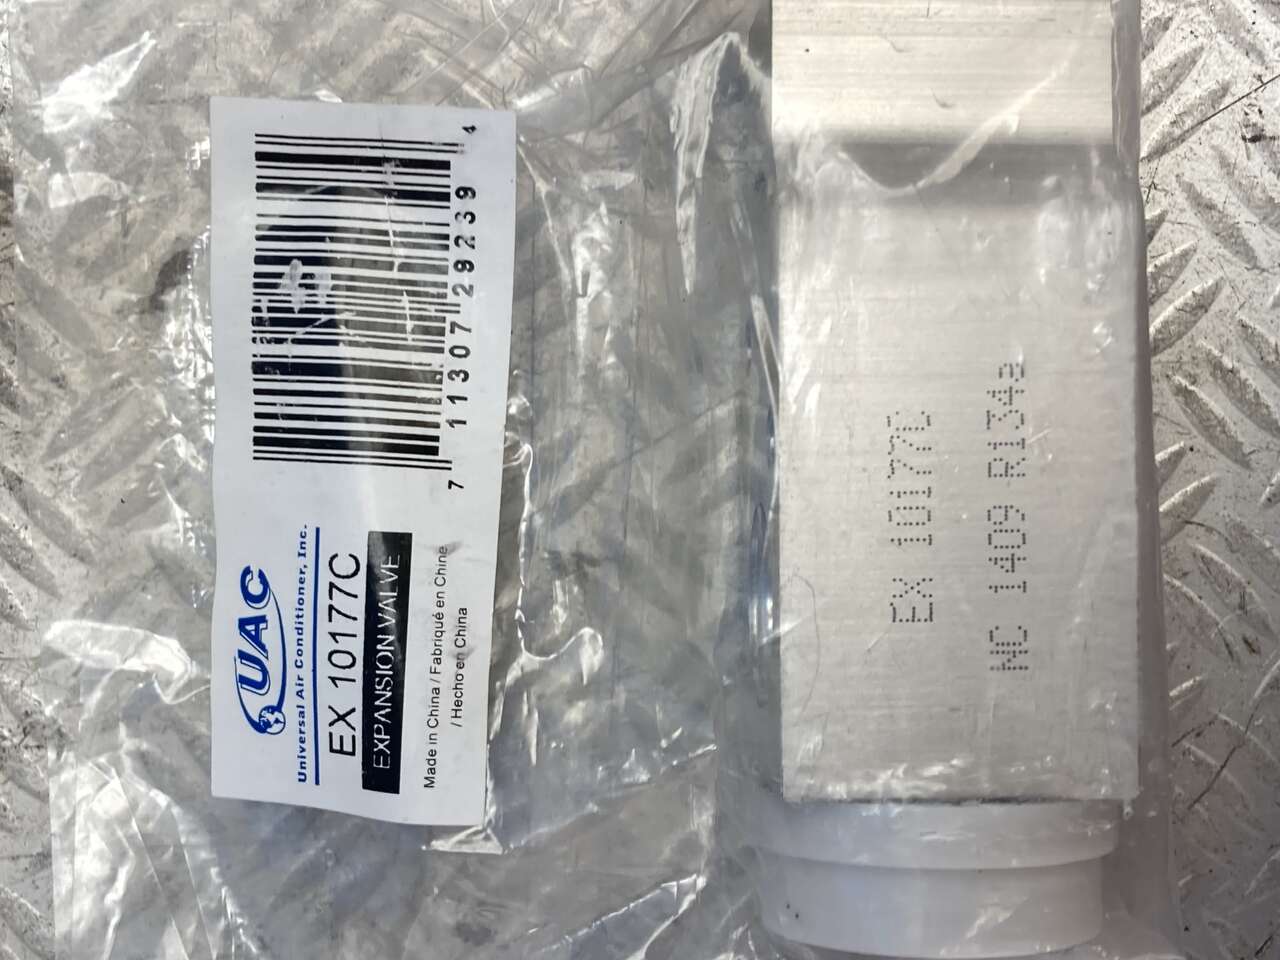 UAC
Universal Air Conditioner, Inc.
EX 10177C
EXPANSION VALVE
Made in China / Fabriqué en Chine
/ Hecho en China
7 11307 29239 4
EX 10177C
MC 1409 R134a